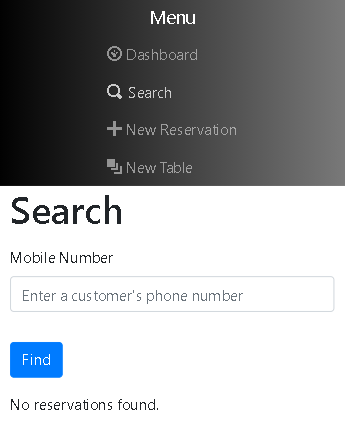 Menu
Dashboard
Search
New Reservation
New Table
Search
Mobile Number
Enter a customer's phone number
Find
No reservations found.